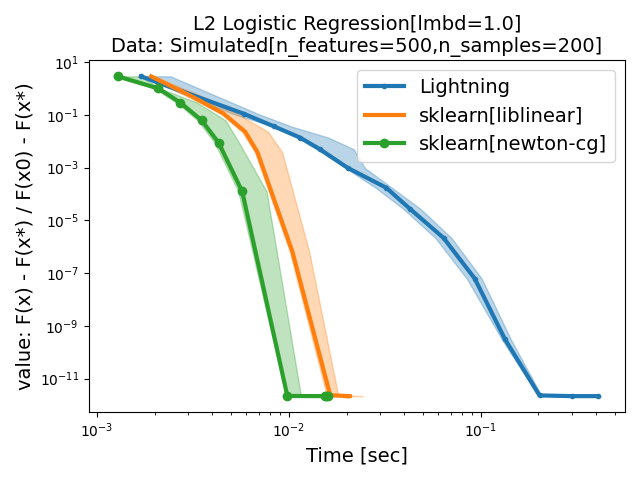 L2 Logistic Regression[lmbd=1.0]
Data: Simulated[n_features=500,n_samples=200]
value: F(x) - F(x*) / F(x0) - F(x*)
10¹
10⁻¹
10⁻³
10⁻⁵
10⁻⁷
10⁻⁹
10⁻¹¹
Lightning
sklearn[liblinear]
sklearn[newton-cg]
10⁻³
10⁻²
10⁻¹
Time [sec]